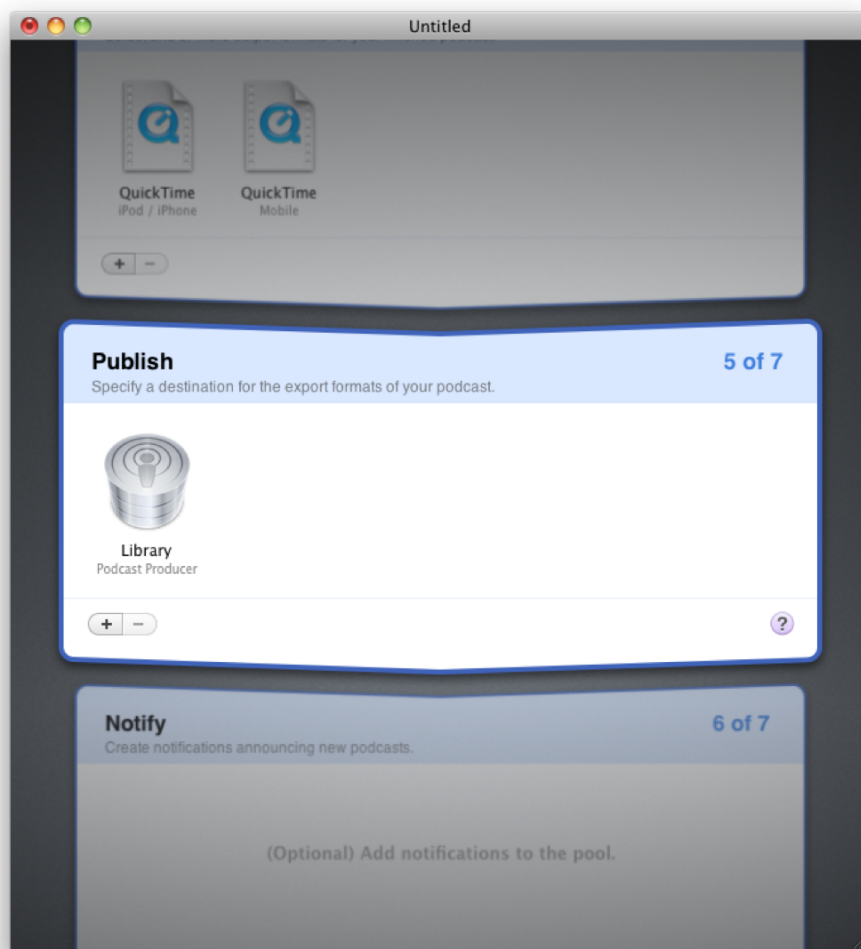 Untitled
QuickTime
iPod / iPhone
QuickTime
Mobile
Publish
5 of 7
Specify a destination for the export formats of your podcast.
Library
Podcast Producer
?
Notify
6 of 7
Create notifications announcing new podcasts.
(Optional) Add notifications to the pool.